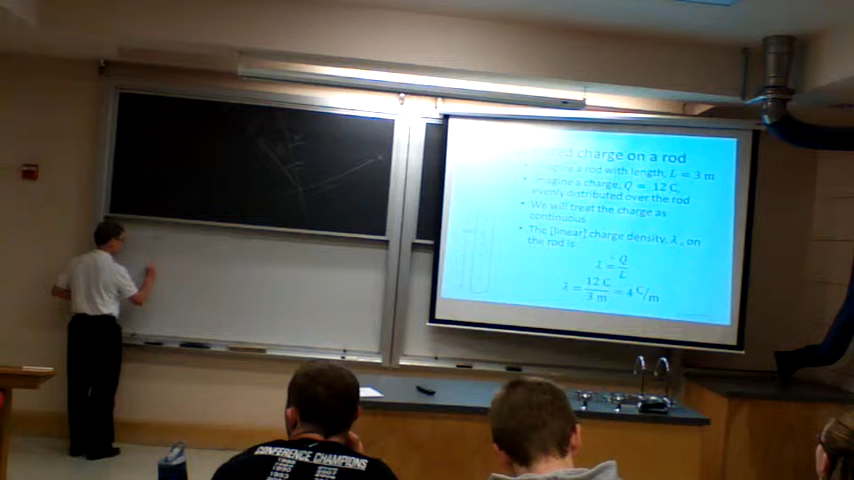 charge on a rod
a rod with length, L = 3 m
• Imagine a charge, Q = 12 C,
evenly distributed over the rod
• We will treat the charge as
continuous
• The [linear] charge density, λ, on
the rod is
λ = Q/L
λ = 12 C/3 m = 4 C/m
CONFERENCE CHAMPIONS